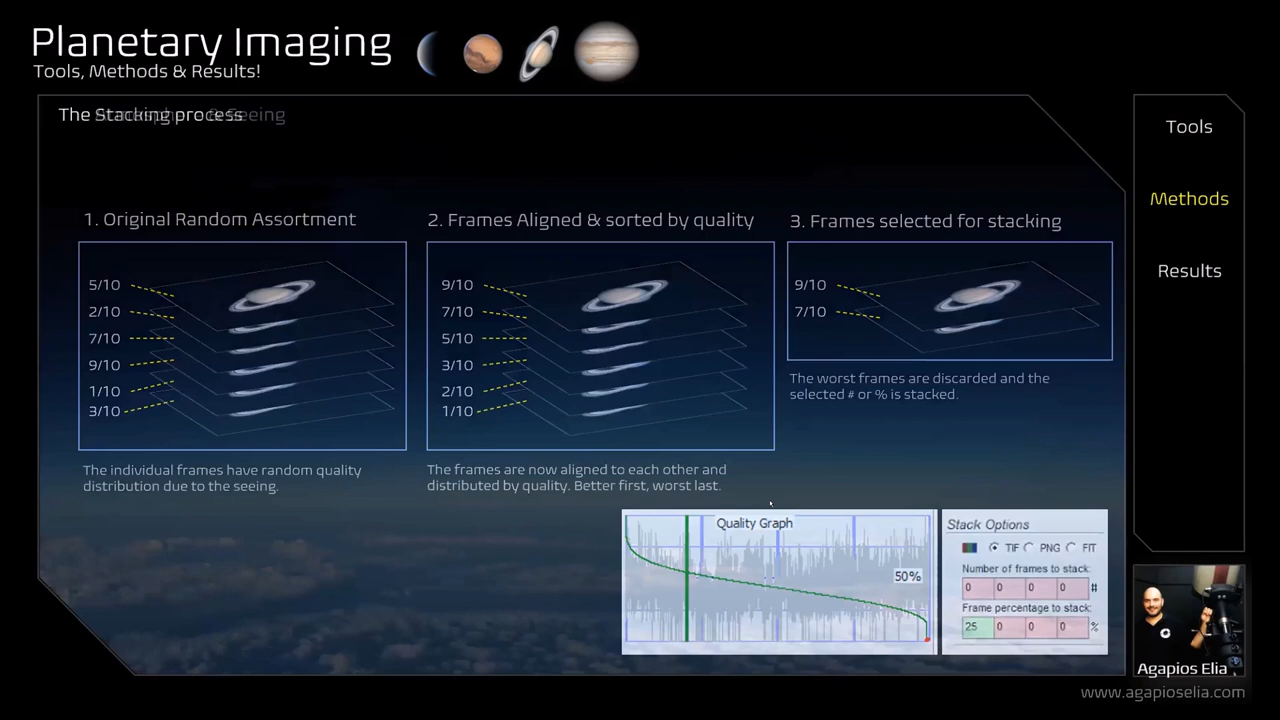 Planetary Imaging
Tools, Methods & Results!
The Stacking process
Tools
Methods
Results
1. Original Random Assortment
5/10
2/10
7/10
9/10
1/10
3/10
The individual frames have random quality
distribution due to the seeing.
2. Frames Aligned & sorted by quality
9/10
7/10
5/10
3/10
2/10
1/10
The frames are now aligned to each other and
distributed by quality. Better first, worst last.
3. Frames selected for stacking
9/10
7/10
The worst frames are discarded and the
selected # or % is stacked.
Quality Graph
50%
Stack Options
TIF PNG FIT
Number of frames to stack:
0 0 0 0 #
Frame percentage to stack:
25 0 0 0 %
Agapios Elia
www.agapioselia.com